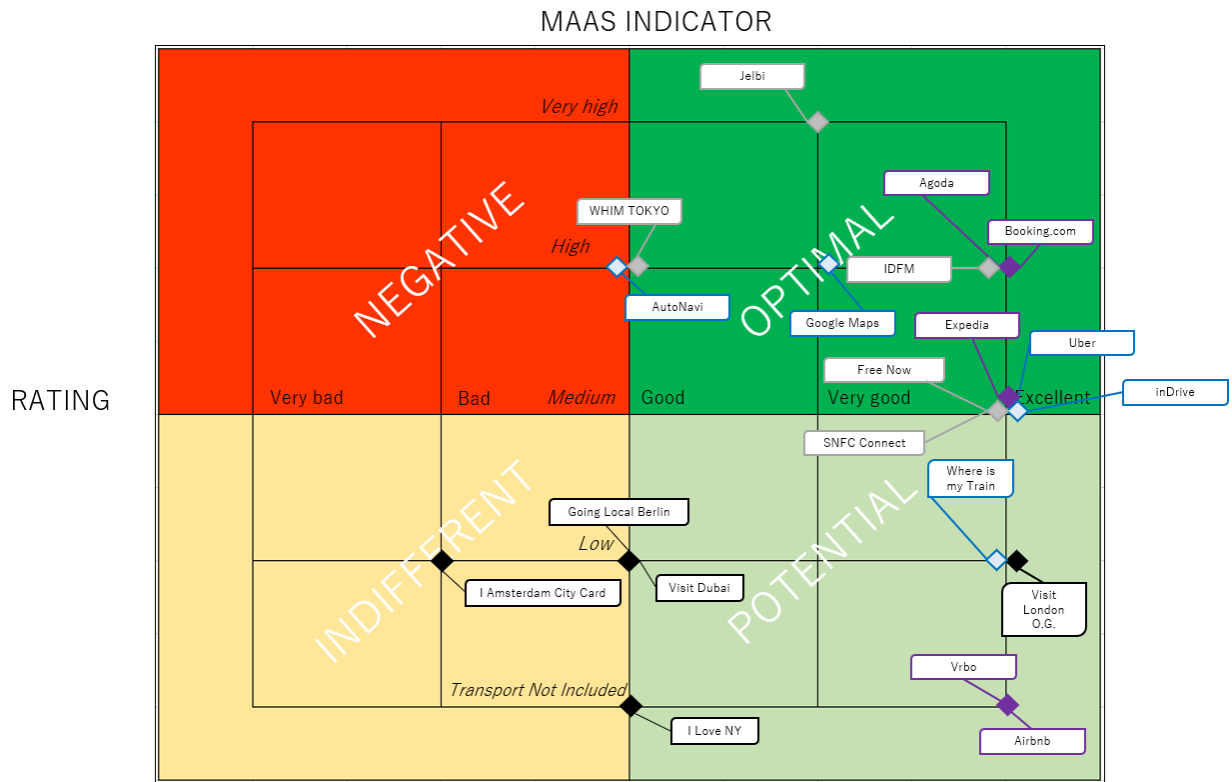 MAAS INDICATOR
Jelbi
Very high
Agoda
WHIM TOKYO
Booking.com
NEGATIVE
High
OPTIMAL
IDFM
AutoNavi
Google Maps
Expedia
Uber
Free Now
inDrive
RATING
Very bad
Bad
Medium
Good
Very good
Excellent
SNFC Connect
Where is
my Train
Going Local Berlin
INDIFFERENT
Low
POTENTIAL
I Amsterdam City Card
Visit Dubai
Visit
London
O.G.
Vrbo
Transport Not Included
I Love NY
Airbnb